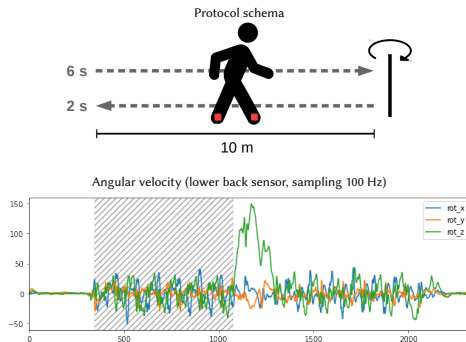 Protocol schema
6 s
2 s
10 m
Angular velocity (lower back sensor, sampling 100 Hz)
150
100
50
0
−50
rot_x
rot_y
rot_z
0
500
1000
1500
2000